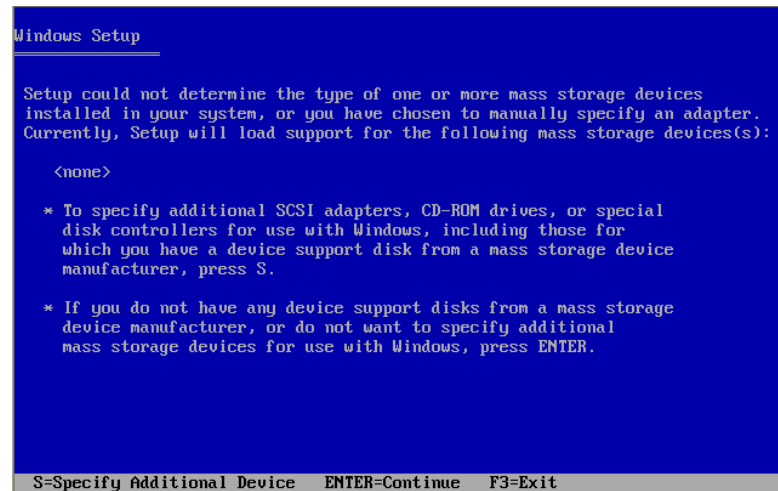 Windows Setup
Setup could not determine the type of one or more mass storage devices
installed in your system, or you have chosen to manually specify an adapter.
Currently, Setup will load support for the following mass storage devices(s):
<none>
* To specify additional SCSI adapters, CD-ROM drives, or special
disk controllers for use with Windows, including those for
which you have a device support disk from a mass storage device
manufacturer, press S.
* If you do not have any device support disks from a mass storage
device manufacturer, or do not want to specify additional
mass storage devices for use with Windows, press ENTER.
S=Specify Additional Device   ENTER=Continue   F3=Exit